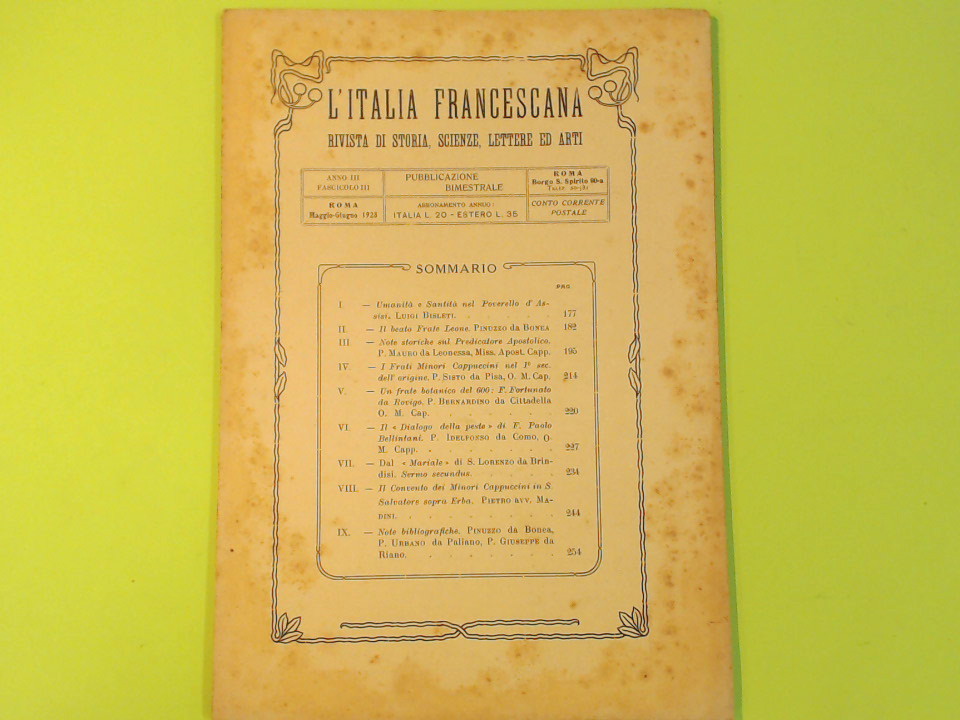 L'ITALIA FRANCESCANA
RIVISTA DI STORIA, SCIENZE, LETTERE ED ARTI
ANNO III
FASCICOLO III
PUBBLICAZIONE
BIMESTRALE
ROMA
Borgo S. Spirito 90-a
ROMA
Maggio-Giugno 1928
ABBONAMENTO ANNUO:
ITALIA L. 20 - ESTERO L. 35
CONTO CORRENTE
POSTALE
SOMMARIO
PAG.
I. — Umanità e Santità nel Poverello d'As-
sisi. LUIGI BISLETI. . . . . . 177
II. — Il beato Frate Leone. PINUZZO da BONEA 182
III — Note storiche sul Predicatore Apostolico.
P. MAURO da Leonessa, Miss. Apost. Capp. 195
IV. — I Frati Minori Cappuccini nel 1° sec.
dell'origine. P. SISTO da Pisa, O. M. Cap. 214
V. — Un frate botanico del 600: F. Fortunato
da Rovigo. P. BERNARDINO da Cittadella
O. M. Cap. . . . . . . 220
VI. — Il « Dialogo della peste » di F. Paolo
Bellintani. P. IDELFONSO da Como, O.
M. Capp. . . . . . . . 227
VII. — Dal « Mariale » di S. LORENZO da Brin-
disi. Sermo secundus. . . . . 234
VIII. — Il Convento dei Minori Cappuccini in S.
Salvatore sopra Erba. PIETRO avv. MA-
DINI. . . . . . . . 244
IX. — Note bibliografiche. PINUZZO da Bonea,
P. URBANO da Paliano, P. GIUSEPPE da
Riano. . . . . . . . 254